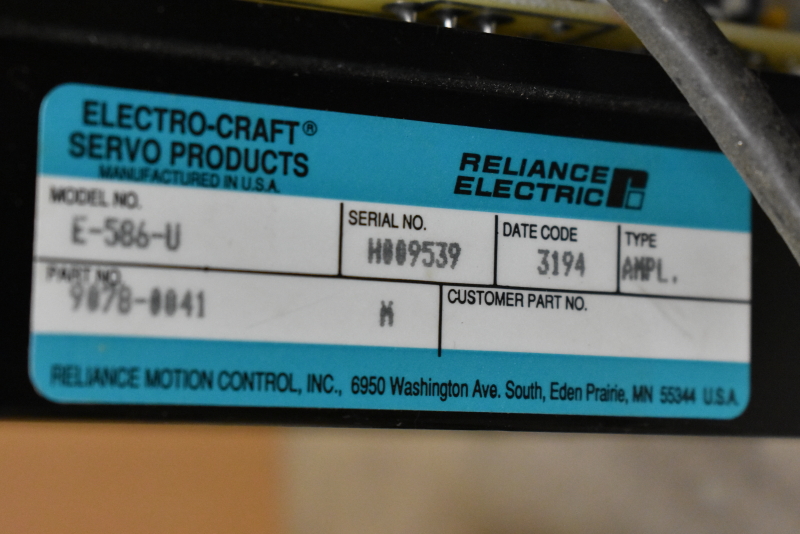 ELECTRO-CRAFT®
SERVO PRODUCTS
MANUFACTURED IN U.S.A.
RELIANCE
ELECTRIC
MODEL NO.
E-586-U
SERIAL NO.
H009539
DATE CODE
3194
TYPE
AMPL.
PART NO.
9078-0041 M
CUSTOMER PART NO.
RELIANCE MOTION CONTROL, INC., 6950 Washington Ave. South, Eden Prairie, MN 55344 U.S.A.